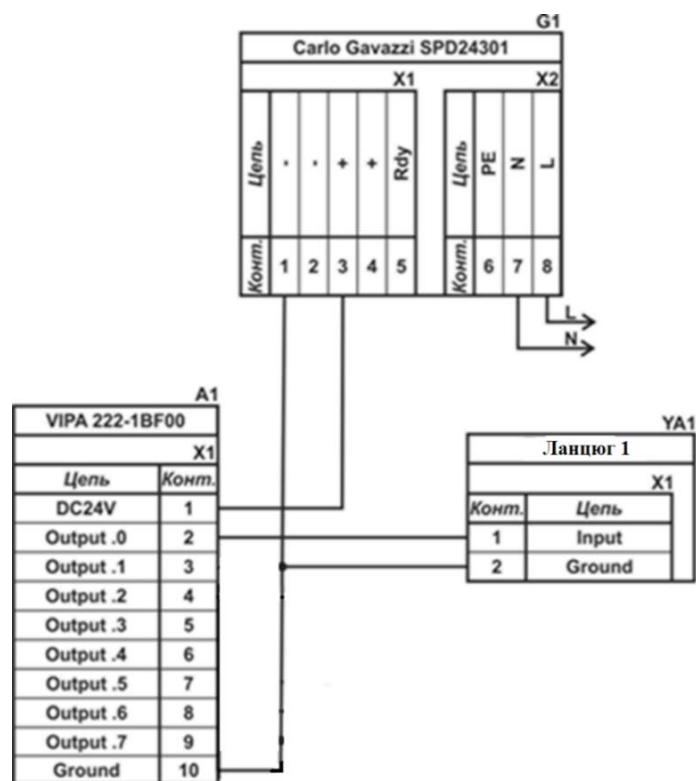 G1
Carlo Gavazzi SPD24301
X1
X2
Цепь - - + + Rdy
Цепь PE N L
Конт. 1 2 3 4 5
Конт. 6 7 8
L
N
A1
VIPA 222-1BF00
X1
Цепь Конт.
DC24V 1
Output .0 2
Output .1 3
Output .2 4
Output .3 5
Output .4 6
Output .5 7
Output .6 8
Output .7 9
Ground 10
YA1
Ланцюг 1
X1
Конт. Цепь
1 Input
2 Ground